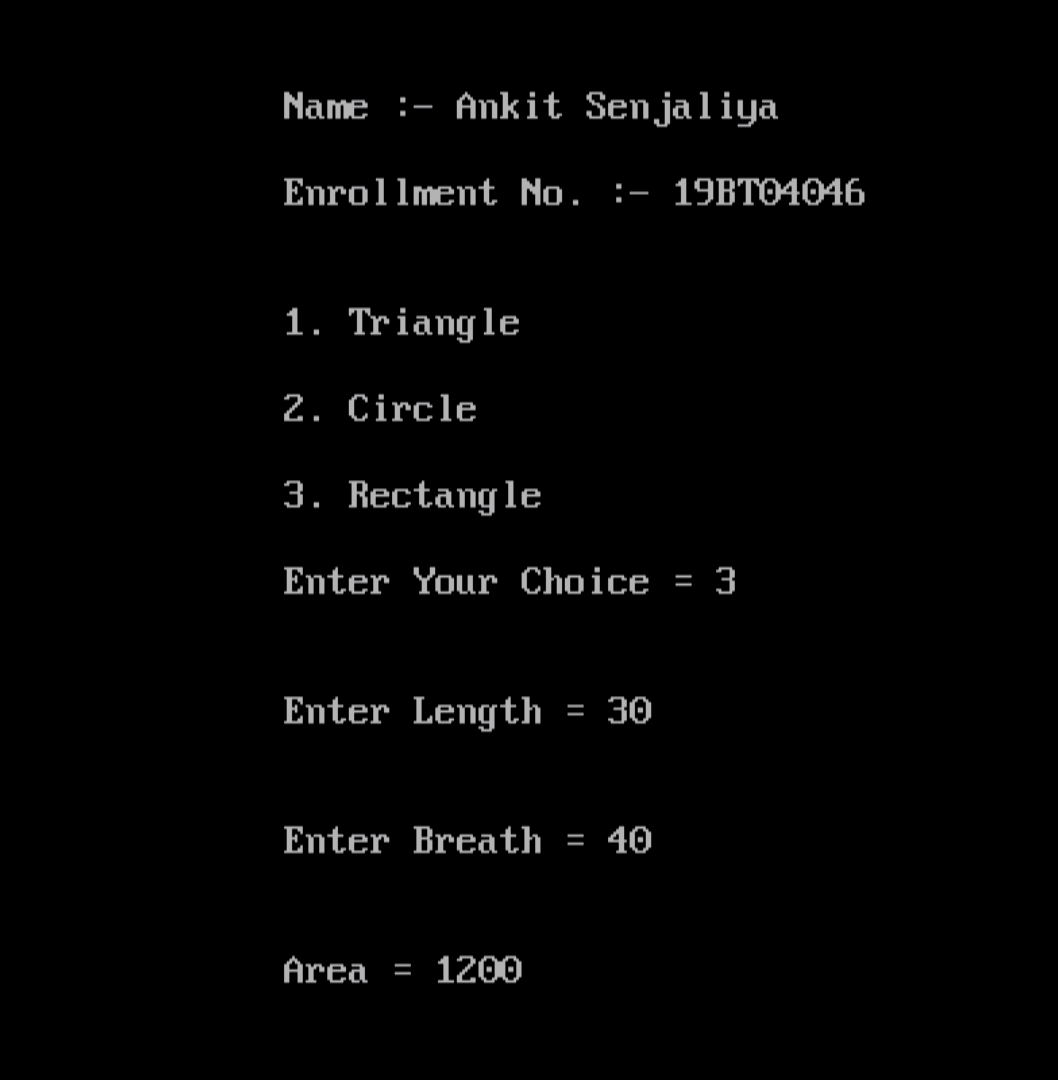 Name :- Ankit Senjaliya
Enrollment No. :- 19BT04046
1. Triangle
2. Circle
3. Rectangle
Enter Your Choice = 3
Enter Length = 30
Enter Breath = 40
Area = 1200